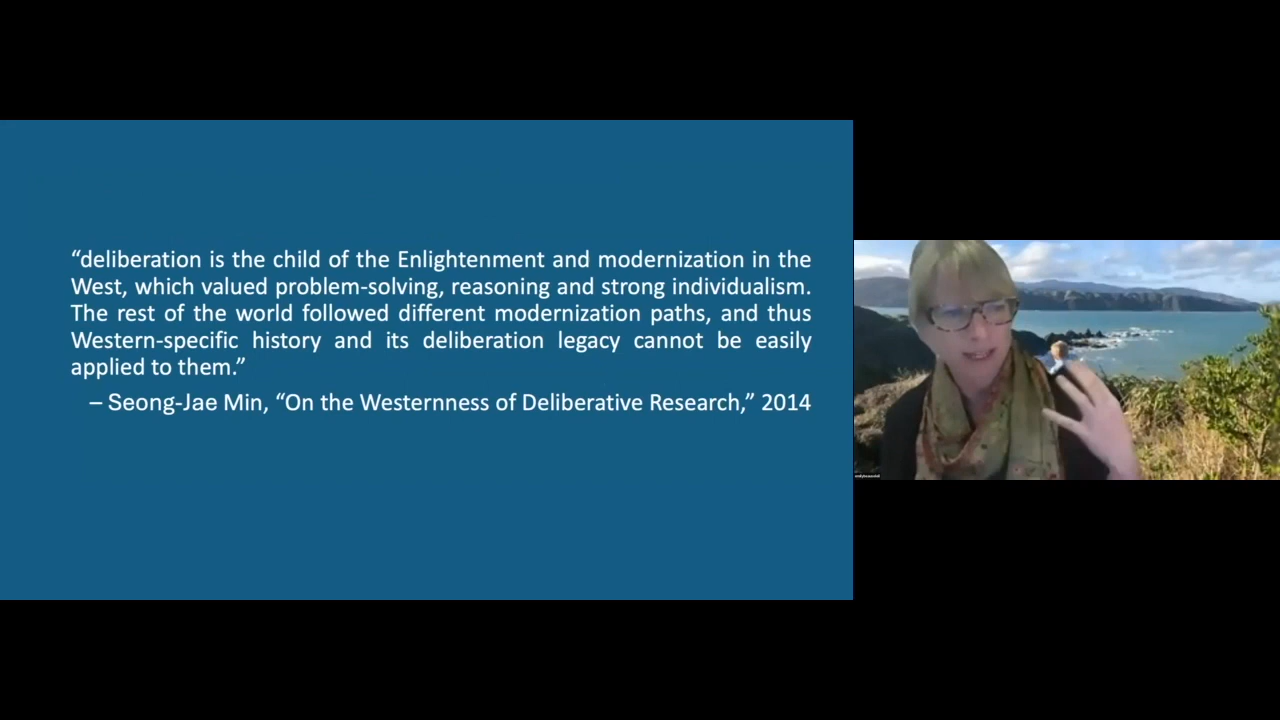 “deliberation is the child of the Enlightenment and modernization in the
West, which valued problem-solving, reasoning and strong individualism.
The rest of the world followed different modernization paths, and thus
Western-specific history and its deliberation legacy cannot be easily
applied to them.”
– Seong-Jae Min, “On the Westernness of Deliberative Research,” 2014